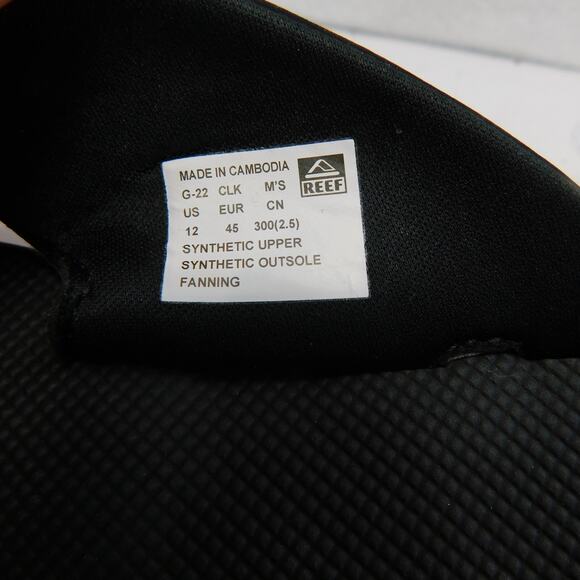 MADE IN CAMBODIA
REEF
G-22 CLK M'S
US EUR CN
12 45 300(2.5)
SYNTHETIC UPPER
SYNTHETIC OUTSOLE
FANNING